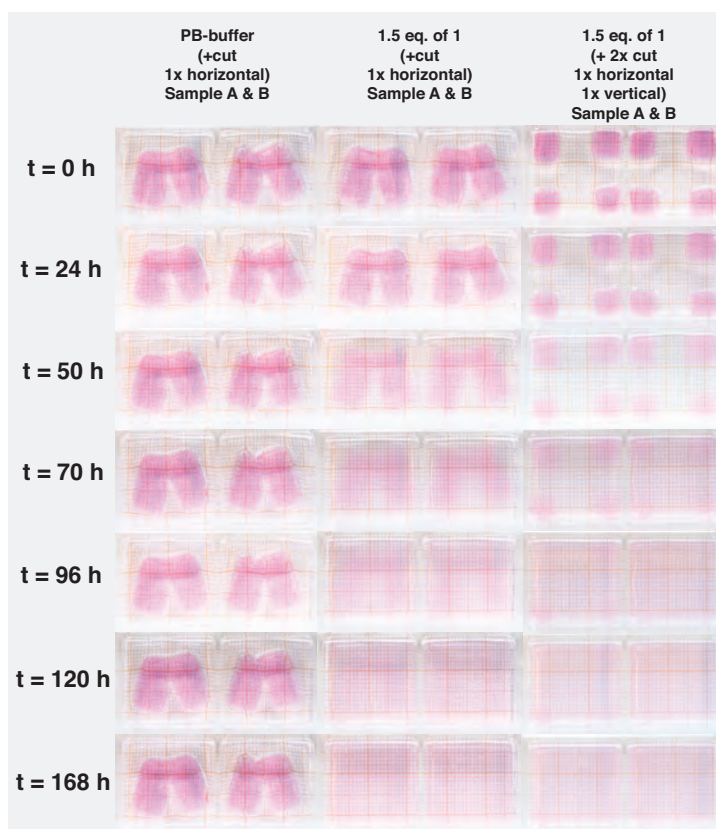 PB-buffer
(+cut
1x horizontal)
Sample A & B
1.5 eq. of 1
(+cut
1x horizontal)
Sample A & B
1.5 eq. of 1
(+ 2x cut
1x horizontal
1x vertical)
Sample A & B
t = 0 h
t = 24 h
t = 50 h
t = 70 h
t = 96 h
t = 120 h
t = 168 h